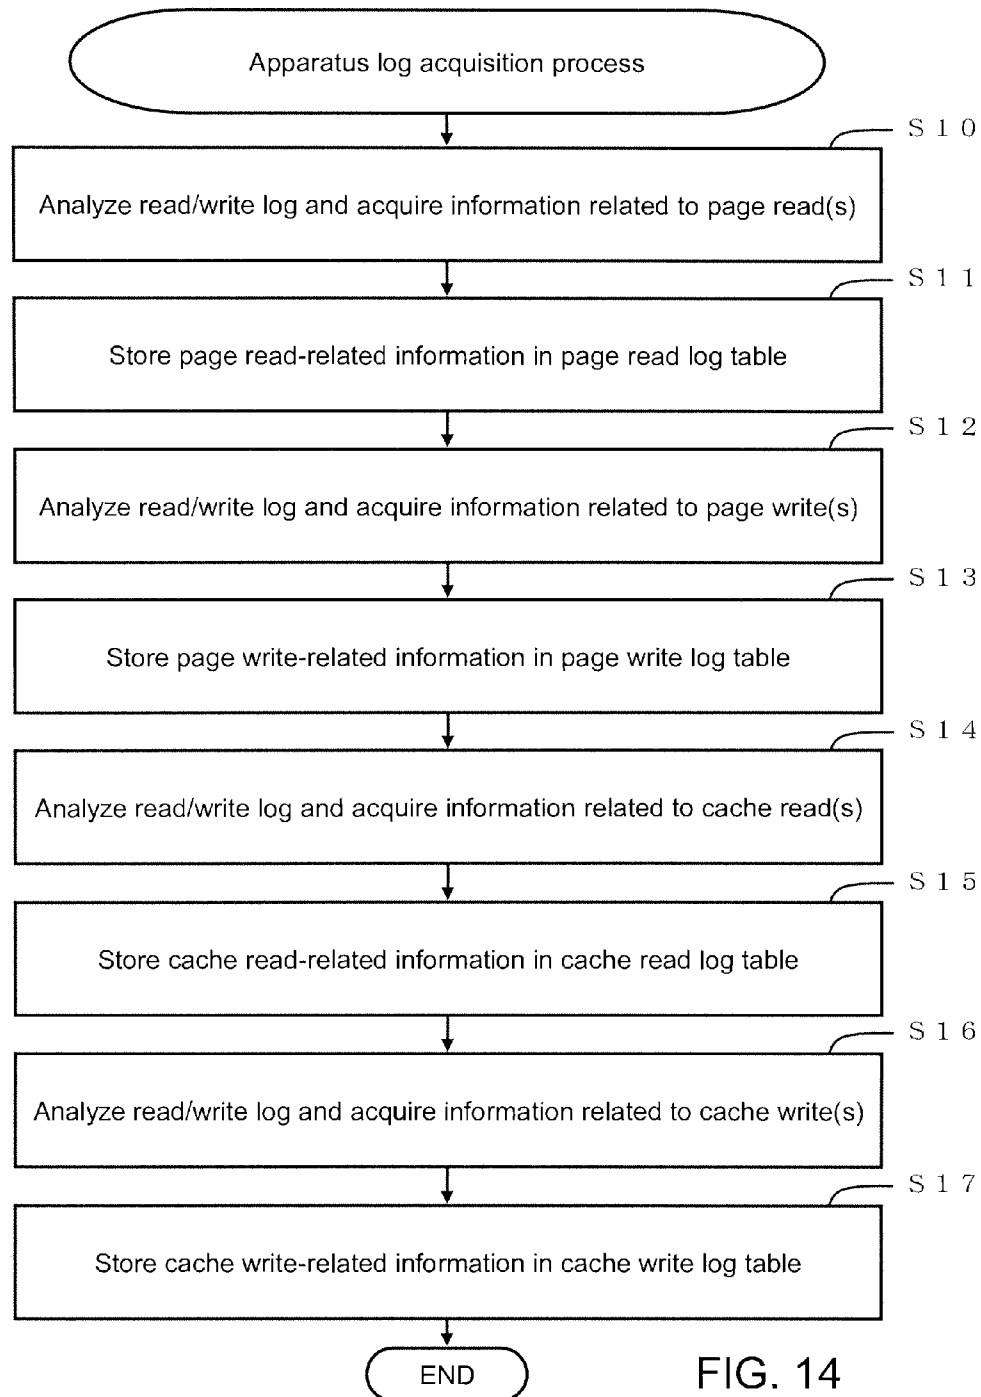 Apparatus log acquisition process
S10
Analyze read/write log and acquire information related to page read(s)
S11
Store page read-related information in page read log table
S12
Analyze read/write log and acquire information related to page write(s)
S13
Store page write-related information in page write log table
S14
Analyze read/write log and acquire information related to cache read(s)
S15
Store cache read-related information in cache read log table
S16
Analyze read/write log and acquire information related to cache write(s)
S17
Store cache write-related information in cache write log table
END
FIG. 14